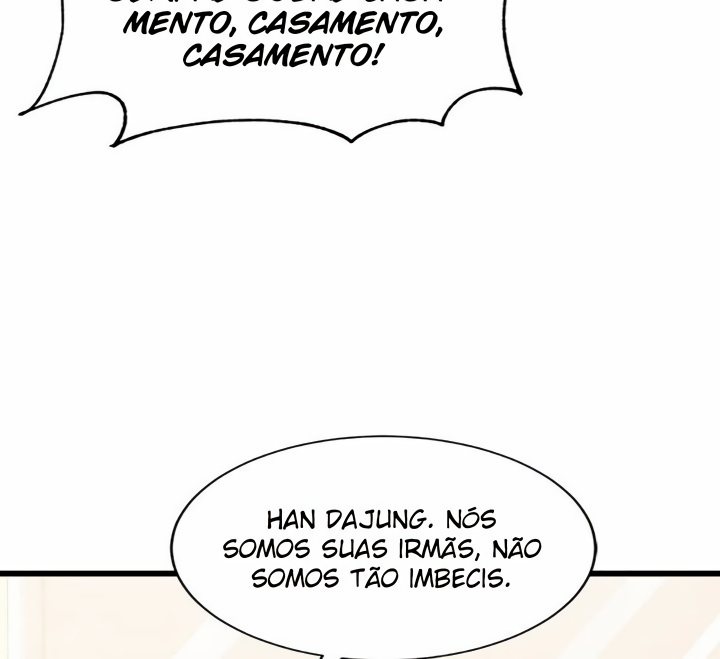 MENTO, CASAMENTO,
CASAMENTO!
HAN DAJUNG. NÓS
SOMOS SUAS IRMÃS, NÃO
SOMOS TÃO IMBECIS.